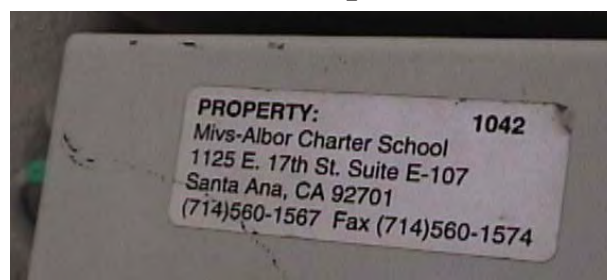 PROPERTY: 1042
Mivs-Albor Charter School
1125 E. 17th St. Suite E-107
Santa Ana, CA 92701
(714)560-1567 Fax (714)560-1574